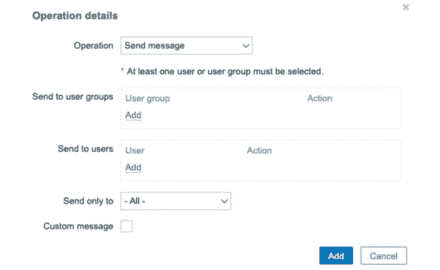 Operation details
Operation Send message
* At least one user or user group must be selected.
Send to user groups User group Action
Add
Send to users User Action
Add
Send only to - All -
Custom message
Add Cancel